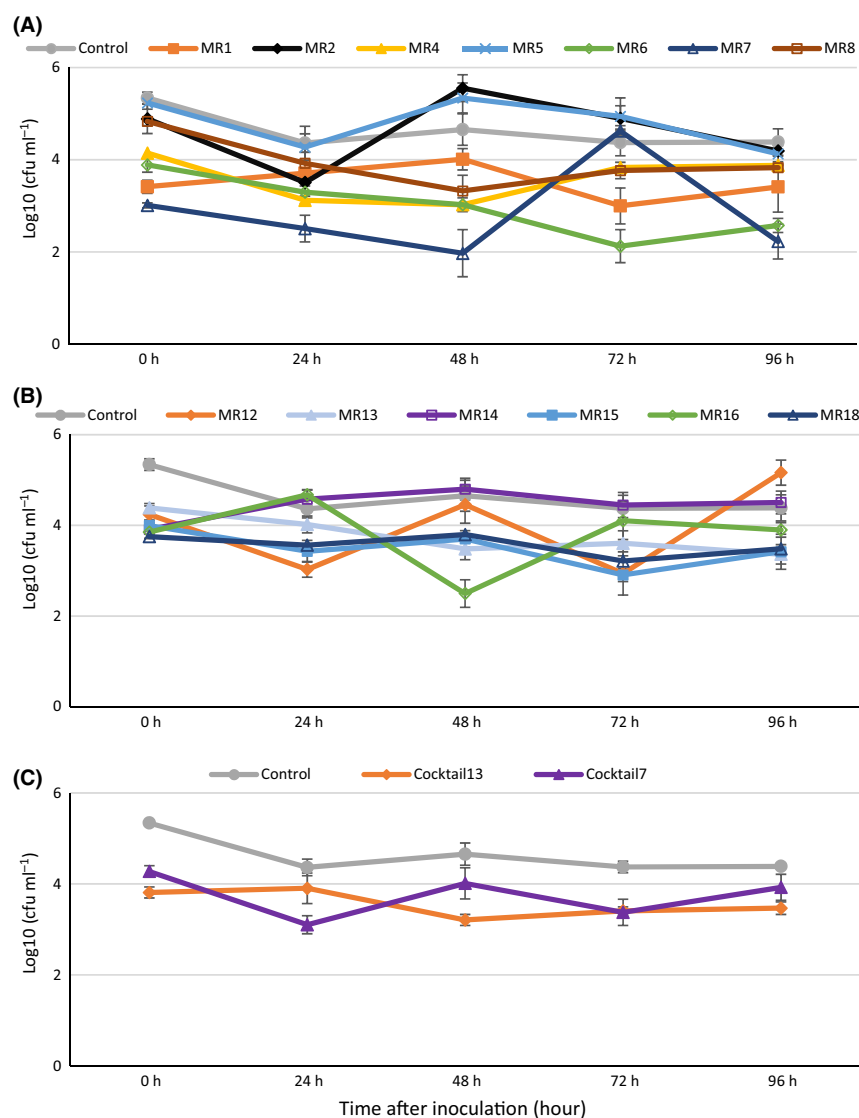 (A)
Control MR1 MR2 MR4 MR5 MR6 MR7 MR8
6
4
2
0
Log10 (cfu ml⁻¹)
0 h 24 h 48 h 72 h 96 h
(B)
Control MR12 MR13 MR14 MR15 MR16 MR18
6
4
2
0
Log10 (cfu ml⁻¹)
0 h 24 h 48 h 72 h 96 h
(C)
Control Cocktail13 Cocktail7
6
4
2
0
Log10 (cfu ml⁻¹)
0 h 24 h 48 h 72 h 96 h
Time after inoculation (hour)